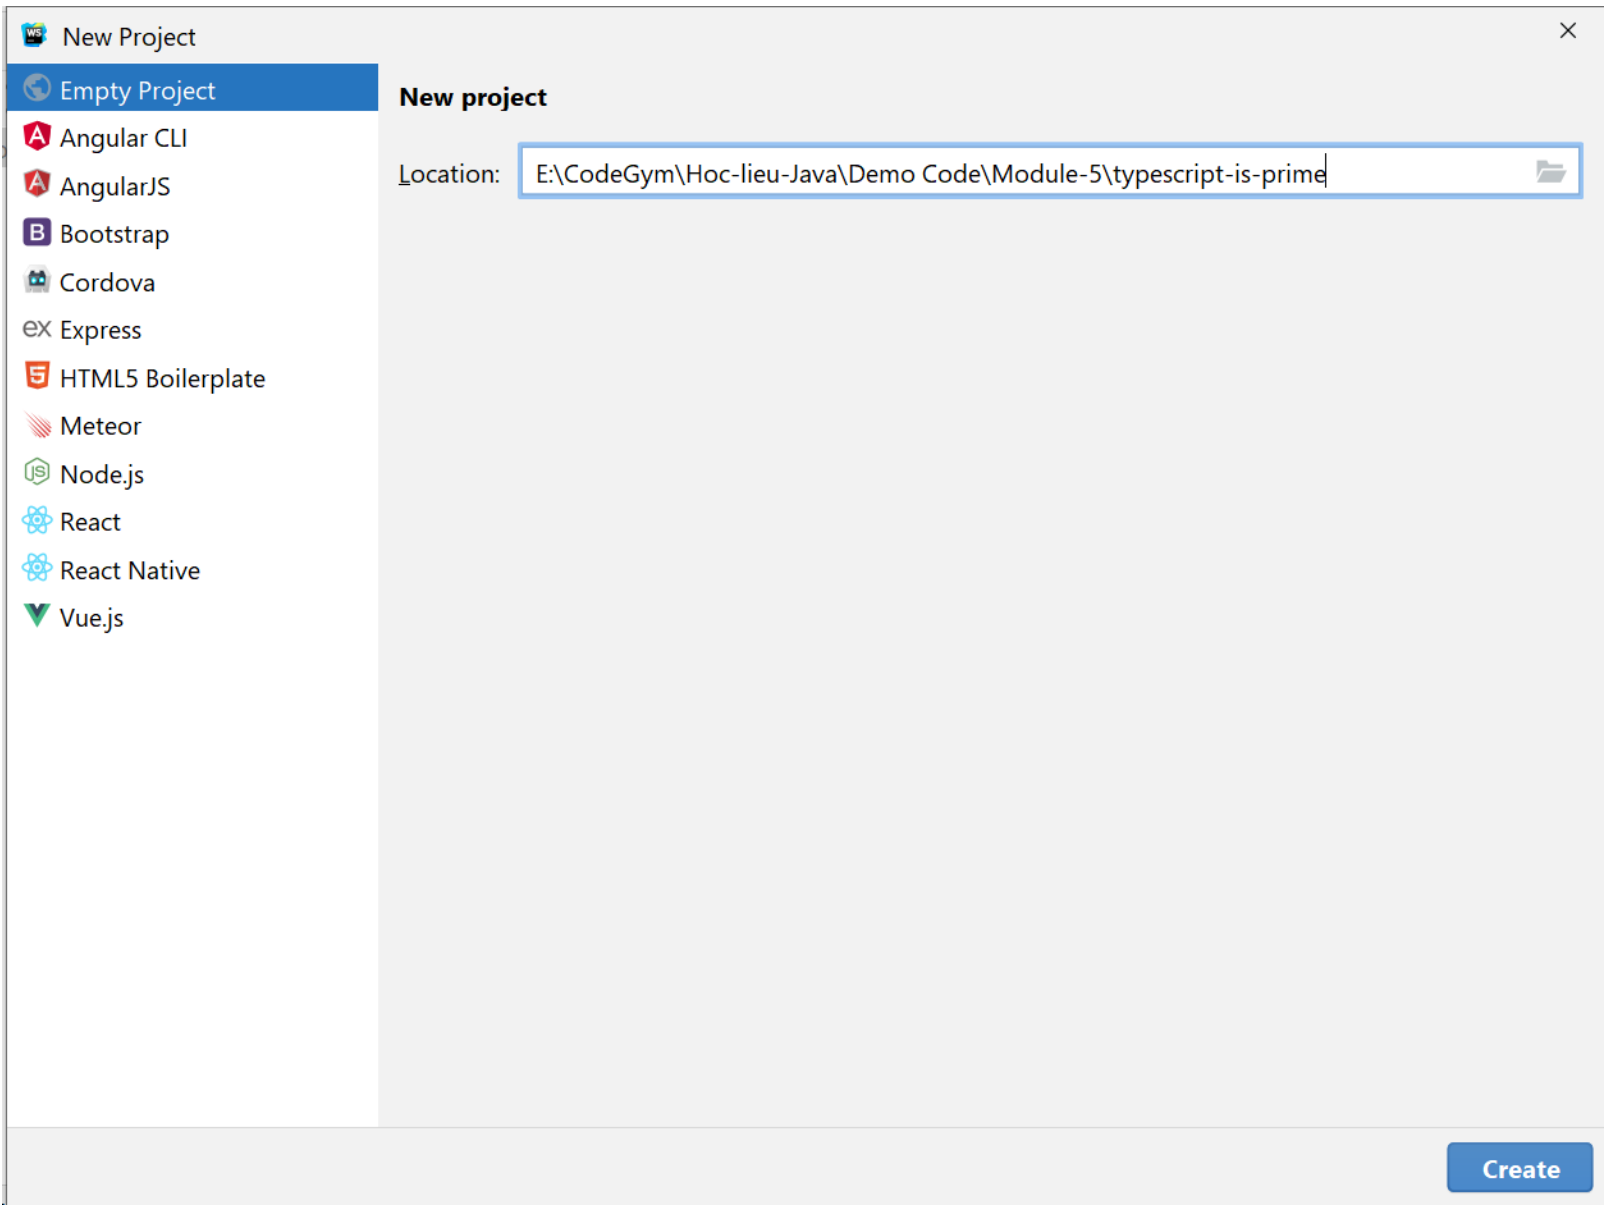 WS New Project
Empty Project
Angular CLI
AngularJS
Bootstrap
Cordova
ex Express
HTML5 Boilerplate
Meteor
Node.js
React
React Native
Vue.js
New project
Location: E:\CodeGym\Hoc-lieu-Java\Demo Code\Module-5\typescript-is-prime
Create